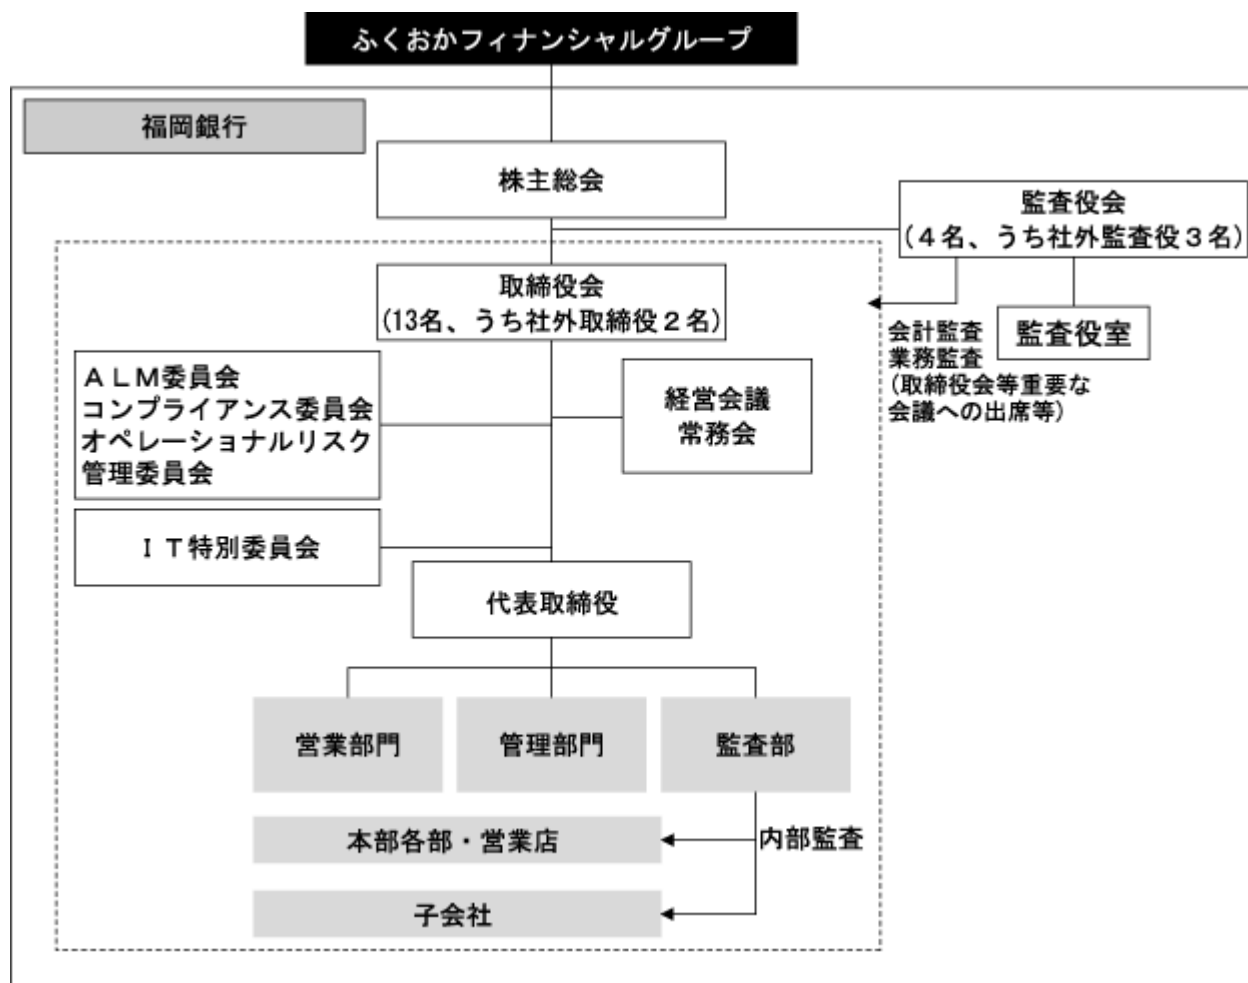 ふくおかフィナンシャルグループ
福岡銀行
株主総会
監査役会
(４名、うち社外監査役３名)
取締役会
(13名、うち社外取締役２名)
監査役室
会計監査
業務監査
(取締役会等重要な
会議への出席等)
ＡＬＭ委員会
コンプライアンス委員会
オペレーショナルリスク
管理委員会
経営会議
常務会
ＩＴ特別委員会
代表取締役
営業部門
管理部門
監査部
本部各部・営業店
内部監査
子会社